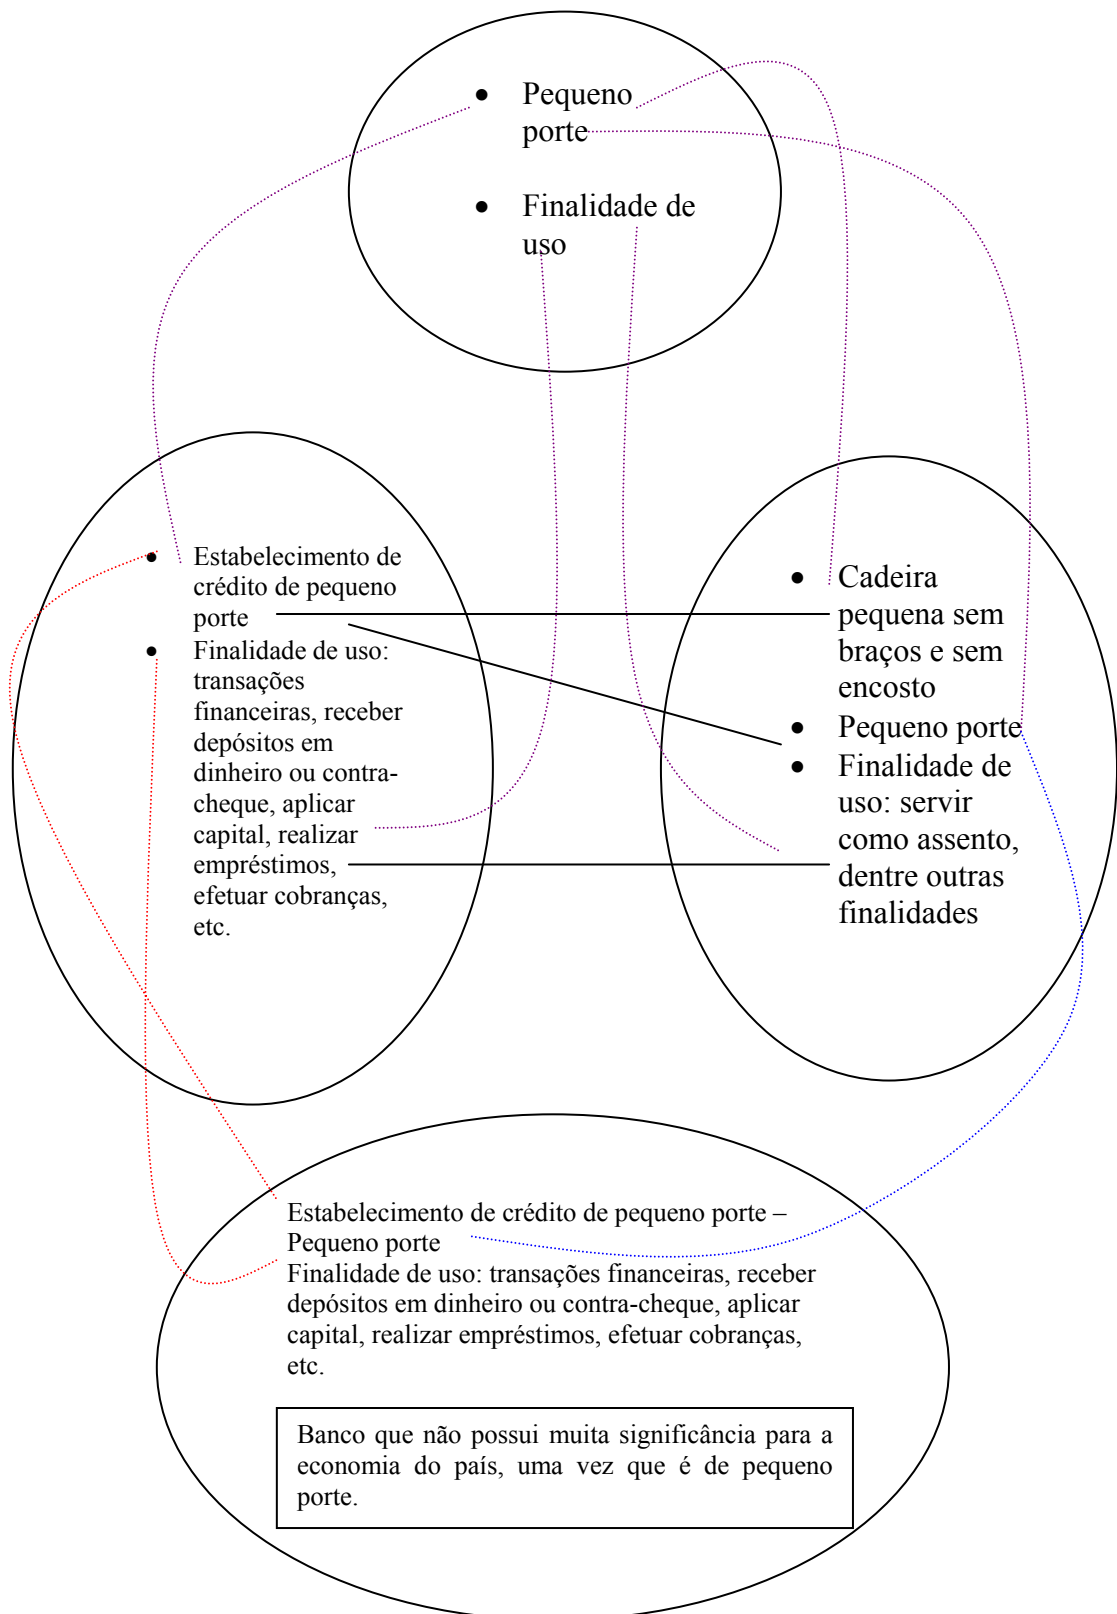 • Pequeno
porte
• Finalidade de
uso
• Estabelecimento de
crédito de pequeno
porte
• Finalidade de uso:
transações
financeiras, receber
depósitos em
dinheiro ou contra-
cheque, aplicar
capital, realizar
empréstimos,
efetuar cobranças,
etc.
• Cadeira
pequena sem
braços e sem
encosto
• Pequeno porte
• Finalidade de
uso: servir
como assento,
dentre outras
finalidades
Estabelecimento de crédito de pequeno porte –
Pequeno porte
Finalidade de uso: transações financeiras, receber
depósitos em dinheiro ou contra-cheque, aplicar
capital, realizar empréstimos, efetuar cobranças,
etc.
Banco que não possui muita significância para a
economia do país, uma vez que é de pequeno
porte.